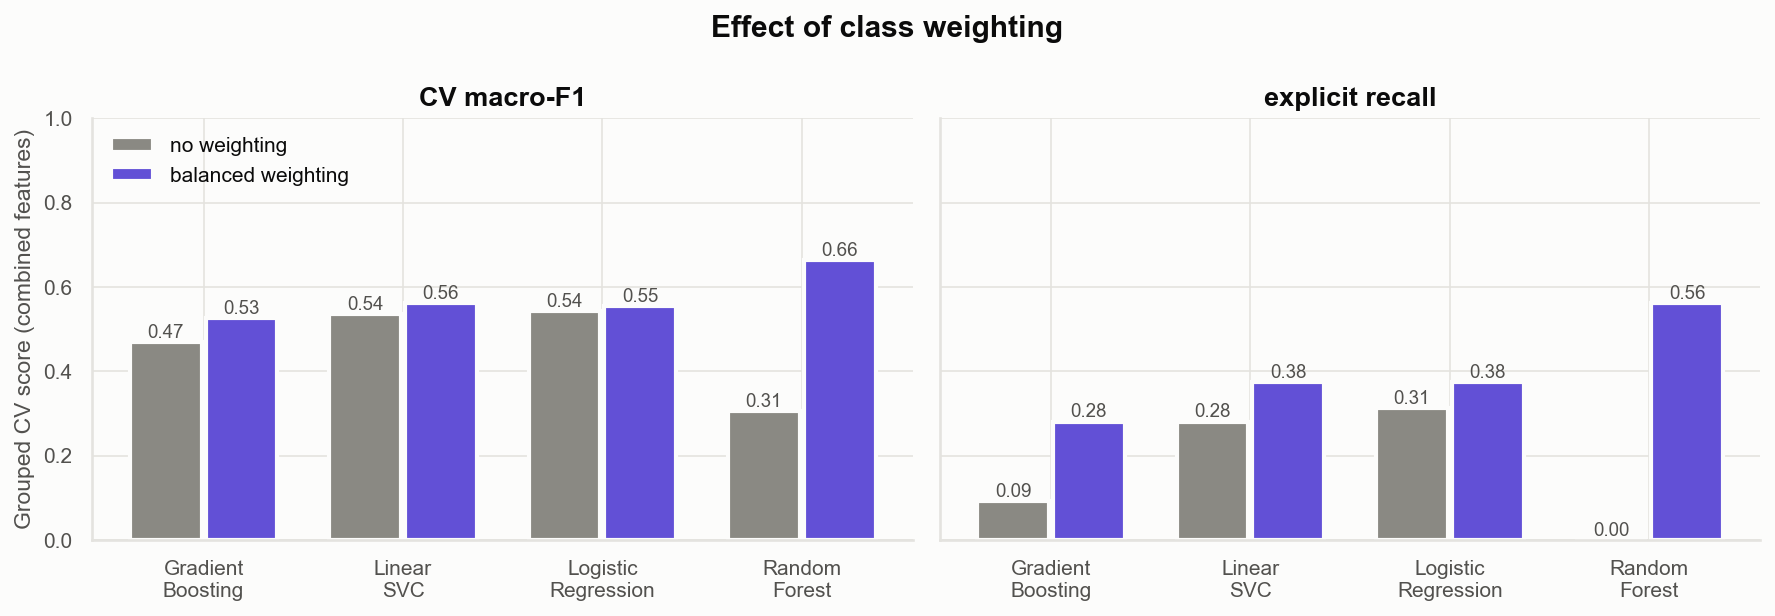 Effect of class weighting
CV macro-F1
Grouped CV score (combined features)
1.0
0.8
0.6
0.4
0.2
0.0
no weighting
balanced weighting
0.47
0.53
0.54
0.56
0.54
0.55
0.31
0.66
Gradient
Boosting
Linear
SVC
Logistic
Regression
Random
Forest
explicit recall
0.09
0.28
0.28
0.38
0.31
0.38
0.00
0.56
Gradient
Boosting
Linear
SVC
Logistic
Regression
Random
Forest